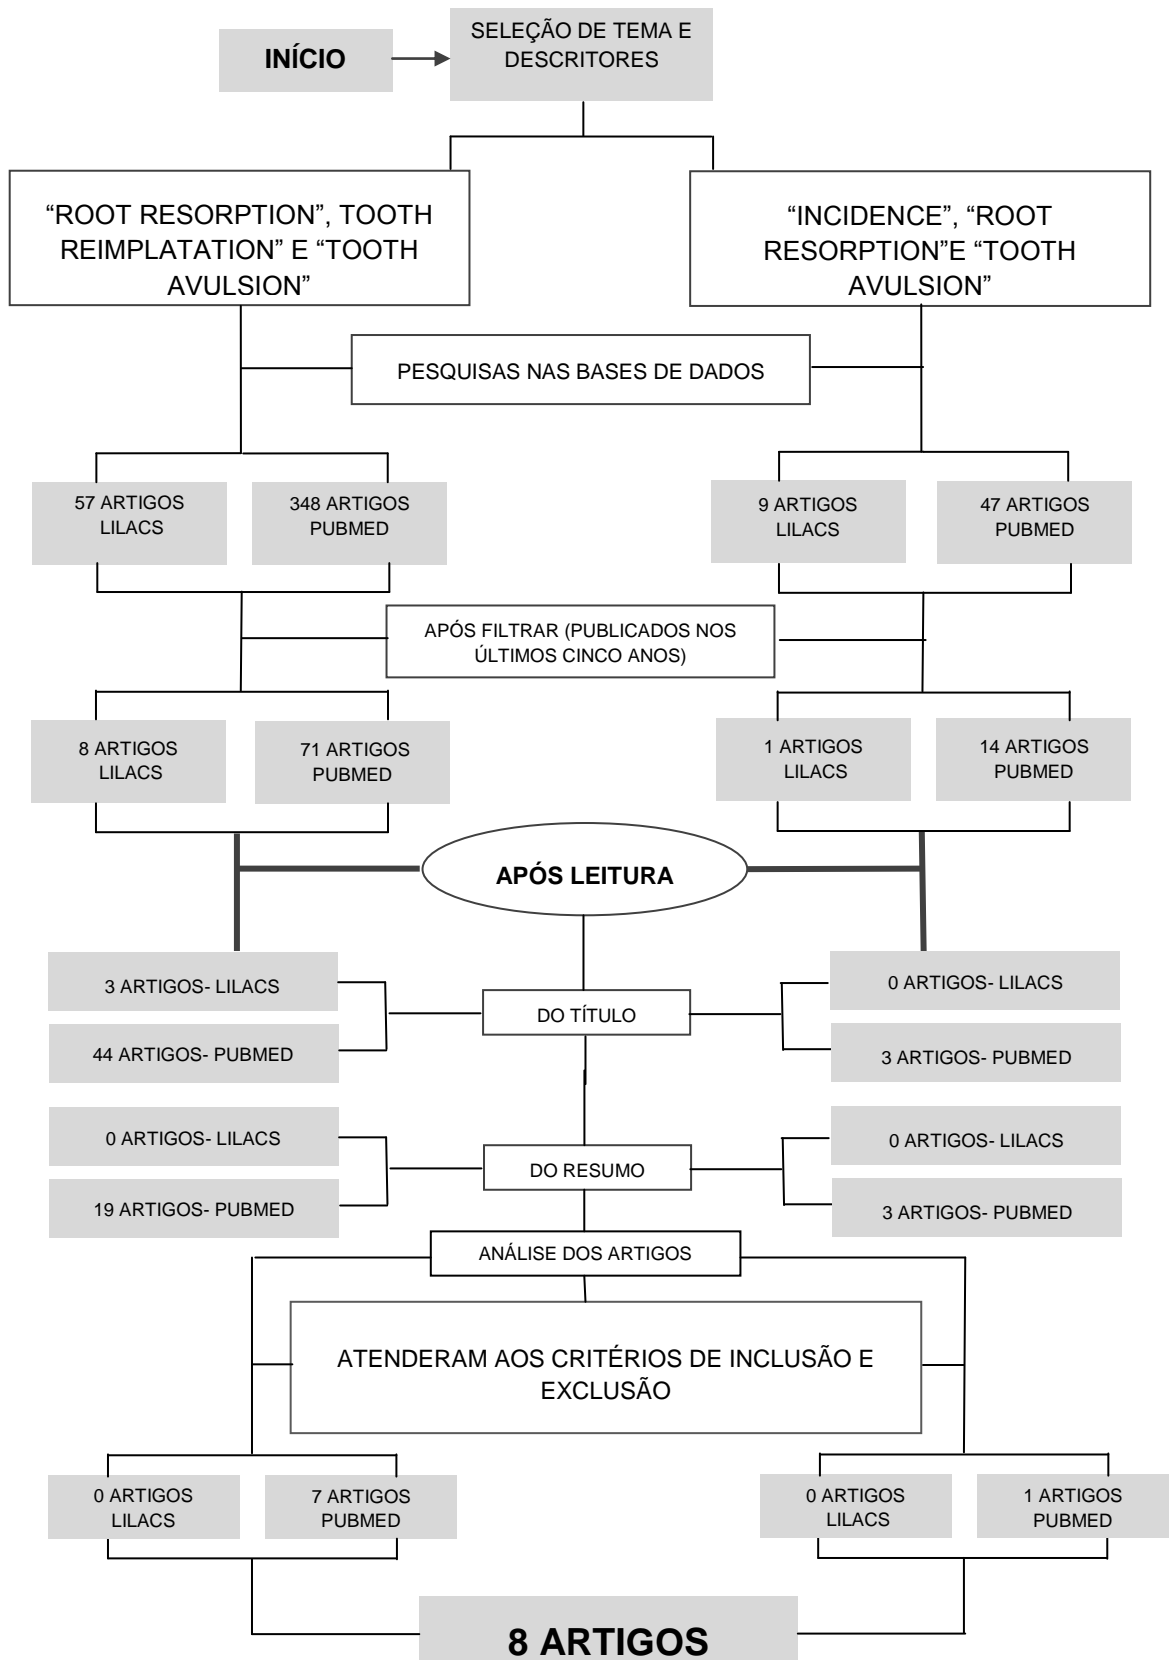 INÍCIO
SELEÇÃO DE TEMA E
DESCRITORES
“ROOT RESORPTION”, TOOTH
REIMPLATATION” E “TOOTH
AVULSION”
“INCIDENCE”, “ROOT
RESORPTION”E “TOOTH
AVULSION”
PESQUISAS NAS BASES DE DADOS
57 ARTIGOS
LILACS
348 ARTIGOS
PUBMED
9 ARTIGOS
LILACS
47 ARTIGOS
PUBMED
APÓS FILTRAR (PUBLICADOS NOS
ÚLTIMOS CINCO ANOS)
8 ARTIGOS
LILACS
71 ARTIGOS
PUBMED
1 ARTIGOS
LILACS
14 ARTIGOS
PUBMED
APÓS LEITURA
3 ARTIGOS- LILACS
44 ARTIGOS- PUBMED
DO TÍTULO
0 ARTIGOS- LILACS
3 ARTIGOS- PUBMED
0 ARTIGOS- LILACS
19 ARTIGOS- PUBMED
DO RESUMO
0 ARTIGOS- LILACS
3 ARTIGOS- PUBMED
ANÁLISE DOS ARTIGOS
ATENDERAM AOS CRITÉRIOS DE INCLUSÃO E
EXCLUSÃO
0 ARTIGOS
LILACS
7 ARTIGOS
PUBMED
0 ARTIGOS
LILACS
1 ARTIGOS
PUBMED
8 ARTIGOS